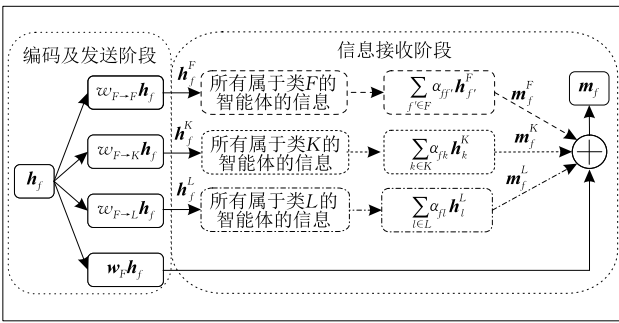 编码及发送阶段
信息接收阶段
h_f
w_{F→F} h_f
h_f^F
所有属于类F的
智能体的信息
∑_{f'∈F} α_{ff'} h_{f'}^F
m_f^F
m_f
w_{F→K} h_f
h_f^K
所有属于类K的
智能体的信息
∑_{k∈K} α_{fk} h_k^K
m_f^K
w_{F→L} h_f
h_f^L
所有属于类L的
智能体的信息
∑_{l∈L} α_{fl} h_l^L
m_f^L
w_F h_f